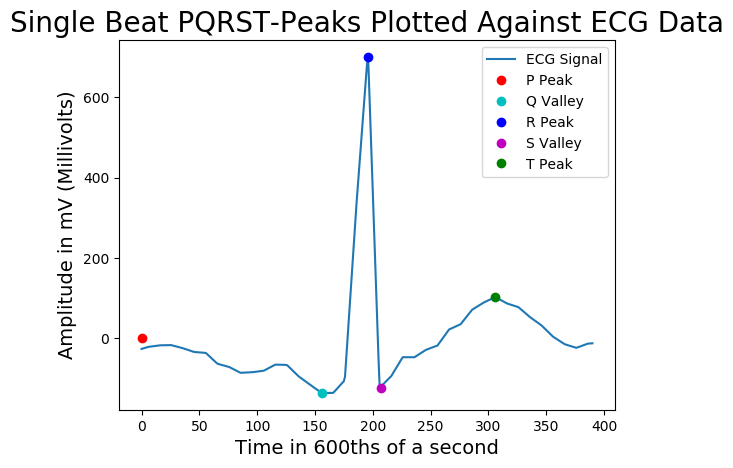 Single Beat PQRST-Peaks Plotted Against ECG Data
Amplitude in mV (Millivolts)
600
400
200
0
ECG Signal
P Peak
Q Valley
R Peak
S Valley
T Peak
0 50 100 150 200 250 300 350 400
Time in 600ths of a second